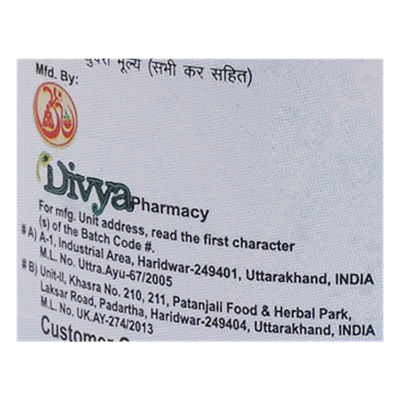 मूल्य (सभी कर सहित)
Mfd. By:
ॐ
Divya Pharmacy
For mfg. Unit address, read the first character
(s) of the Batch Code #.
# A) A-1, Industrial Area, Haridwar-249401, Uttarakhand, INDIA
M.L. No. Uttra.Ayu-67/2005
# B) Unit-II, Khasra No. 210, 211, Patanjali Food & Herbal Park,
Laksar Road, Padartha, Haridwar-249404, Uttarakhand, INDIA
M.L. No. UK.AY-274/2013
Customer